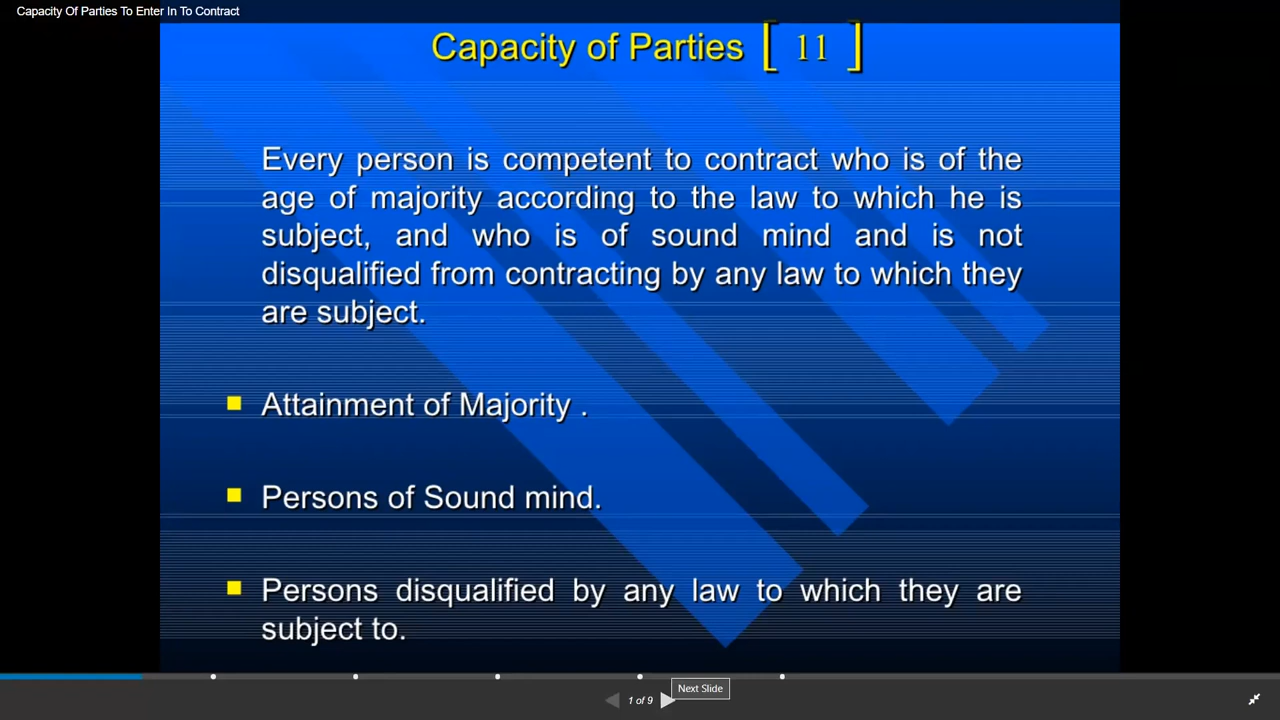 Capacity Of Parties To Enter In To Contract
Capacity of Parties [ 11 ]
Every person is competent to contract who is of the
age of majority according to the law to which he is
subject, and who is of sound mind and is not
disqualified from contracting by any law to which they
are subject.
Attainment of Majority .
Persons of Sound mind.
Persons disqualified by any law to which they are
subject to.
Next Slide
1 of 9